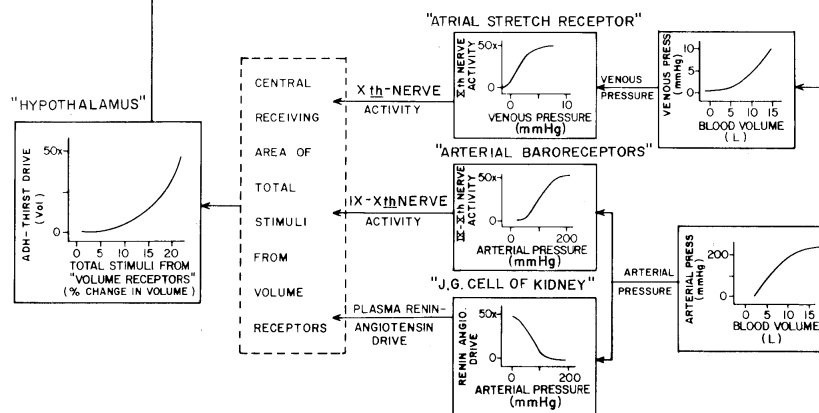 "ATRIAL STRETCH RECEPTOR"
Xth NERVE
ACTIVITY
50x
0
0
10
VENOUS PRESSURE
(mmHg)
VENOUS
PRESSURE
VENOUS PRESS
(mmHg)
10
5
0
0
5
10
15
BLOOD VOLUME
(L)
"HYPOTHALAMUS"
ADH-THIRST DRIVE
(Vol)
50x
0
0
5
10
15
20
TOTAL STIMULI FROM
"VOLUME RECEPTORS"
(% CHANGE IN VOLUME)
CENTRAL
RECEIVING
AREA OF
TOTAL
STIMULI
FROM
VOLUME
RECEPTORS
Xth-NERVE
ACTIVITY
IX-XthNERVE
ACTIVITY
PLASMA RENIN-
ANGIOTENSIN
DRIVE
"ARTERIAL BARORECEPTORS"
IX-Xth NERVE
ACTIVITY
50x
0
0
200
ARTERIAL PRESSURE
(mmHg)
"J.G. CELL OF KIDNEY"
RENIN ANGIO.
DRIVE
50x
0
0
200
ARTERIAL PRESSURE
(mmHg)
ARTERIAL
PRESSURE
ARTERIAL PRESS
(mmHg)
200
0
0
5
10
15
BLOOD VOLUME
(L)